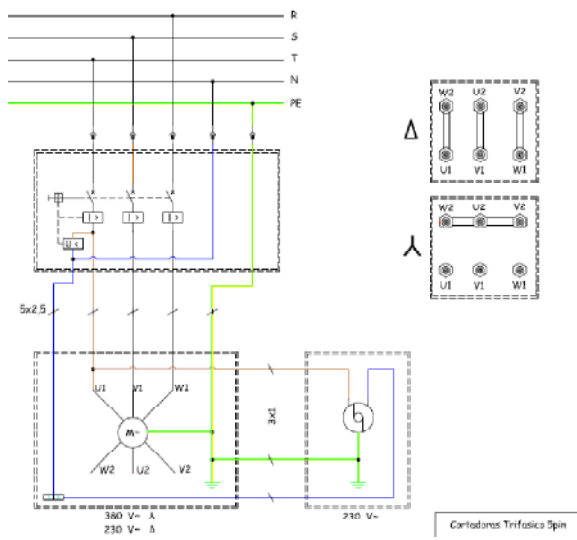 R
S
T
N
PE
W2 U2 V2
Δ
U1 V1 W1
W2 U2 V2
U1 V1 W1
I> I> I>
U<
5x2,5
U1 V1 W1
M~
W2 U2 V2
3x1
380 V~ ⅄
230 V~ Δ
230 V~
Cortadoras Trifasico 5pin